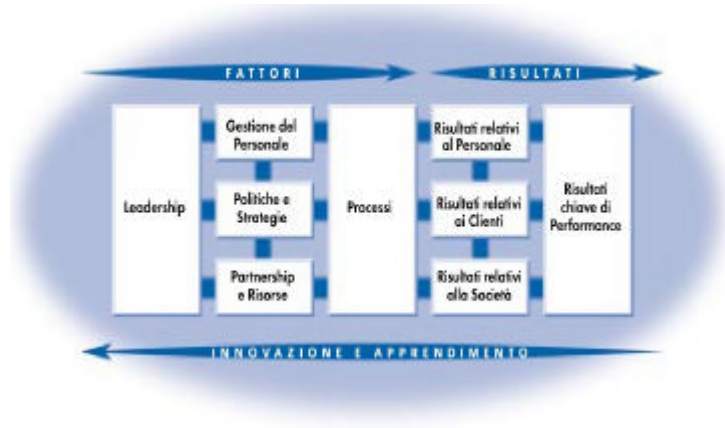 FATTORI
RISULTATI
Leadership
Gestione del
Personale
Politiche e
Strategie
Partnership
e Risorse
Processi
Risultati relativi
al Personale
Risultati relativi
ai Clienti
Risultati relativi
alla Società
Risultati
chiave di
Performance
INNOVAZIONE E APPRENDIMENTO